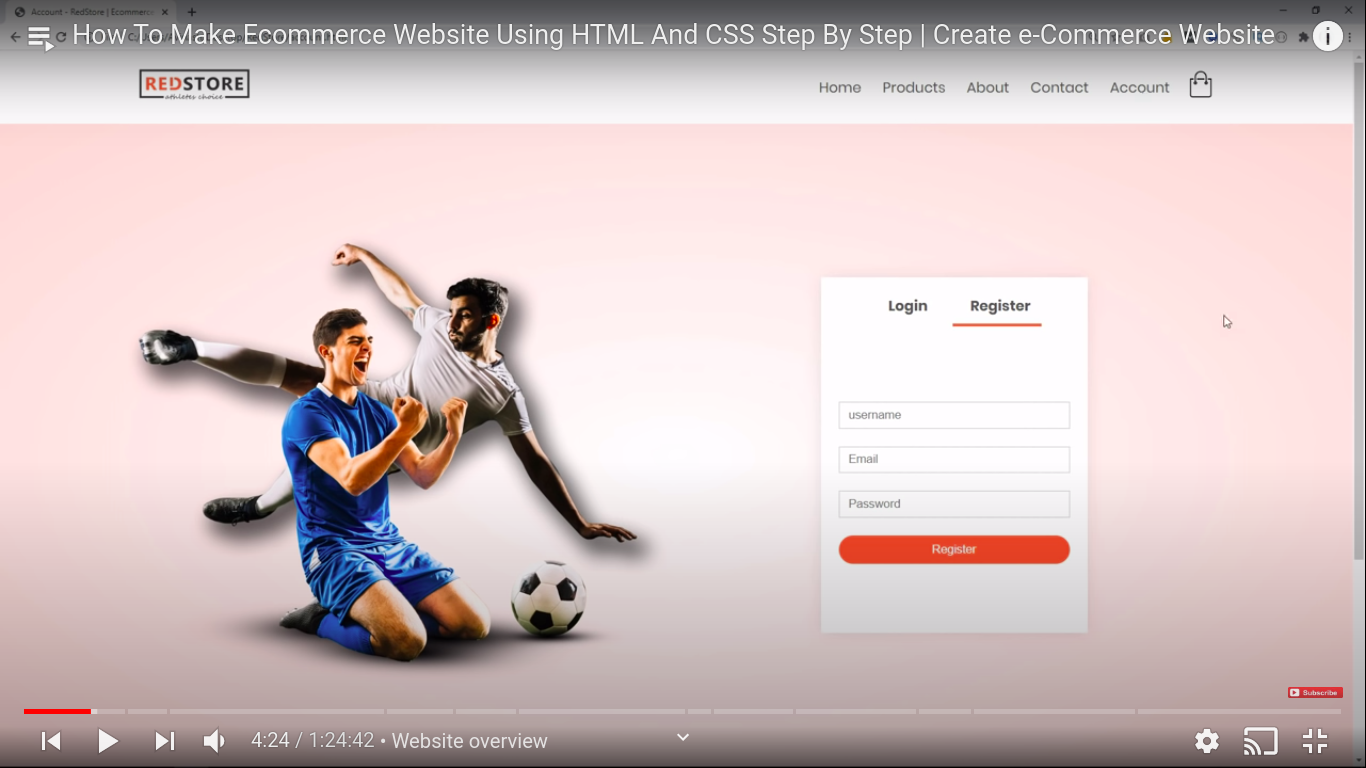 Account - RedStore | Ecommerce
How To Make Ecommerce Website Using HTML And CSS Step By Step | Create e-Commerce Website
REDSTORE
athletes choice
Home Products About Contact Account
Login Register
username
Email
Password
Register
Subscribe
4:24 / 1:24:42 • Website overview